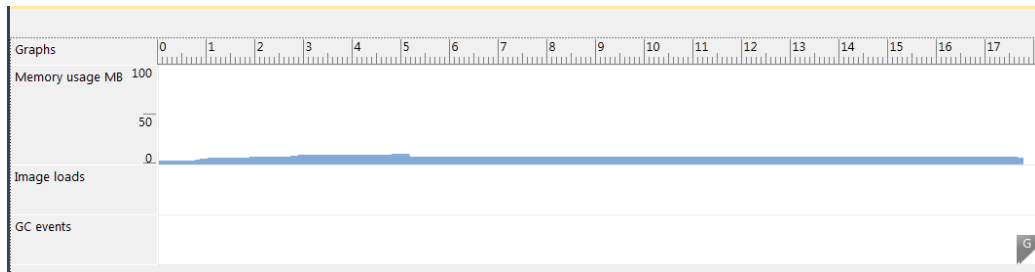 Graphs 0 1 2 3 4 5 6 7 8 9 10 11 12 13 14 15 16 17
Memory usage MB 100
50
0
Image loads
GC events
G